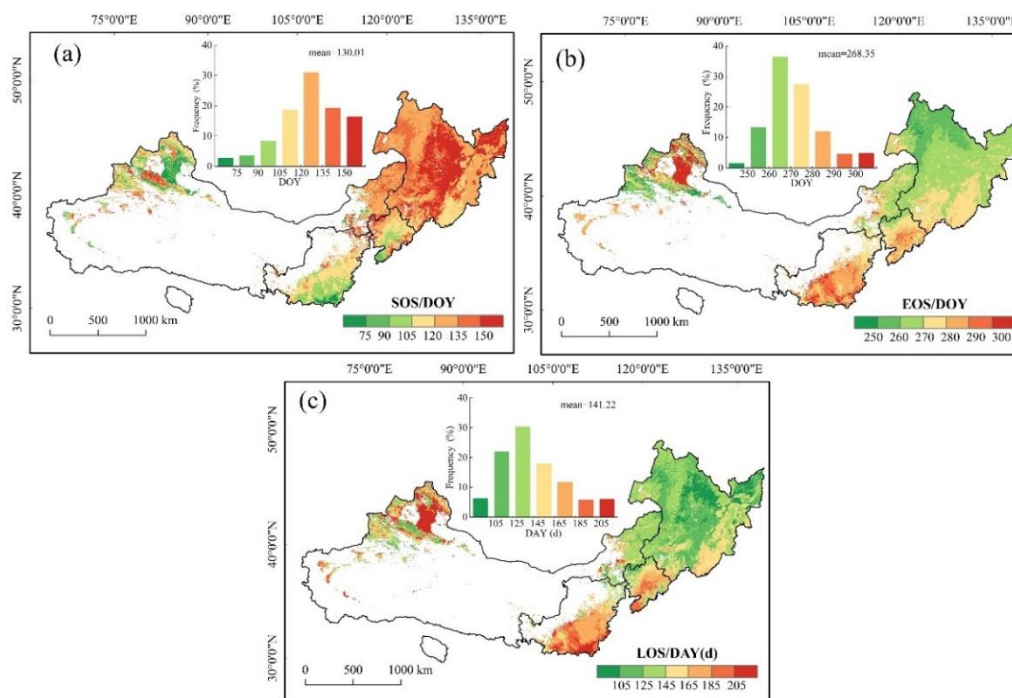 75°0'0"E 90°0'0"E 105°0'0"E 120°0'0"E 135°0'0"E
50°0'0"N
40°0'0"N
30°0'0"N
(a)
mean=130.01
Frequency (%)
40
30
20
10
0
75 90 105 120 135 150
DOY
0 500 1000 km
SOS/DOY
75 90 105 120 135 150
75°0'0"E 90°0'0"E 105°0'0"E 120°0'0"E 135°0'0"E
50°0'0"N
40°0'0"N
30°0'0"N
(b)
mean=268.35
Frequency (%)
40
30
20
10
0
250 260 270 280 290 300
DOY
0 500 1000 km
EOS/DOY
250 260 270 280 290 300
75°0'0"E 90°0'0"E 105°0'0"E 120°0'0"E 135°0'0"E
50°0'0"N
40°0'0"N
30°0'0"N
(c)
mean=141.22
Frequency (%)
40
30
20
10
0
105 125 145 165 185 205
DAY (d)
0 500 1000 km
LOS/DAY(d)
105 125 145 165 185 205